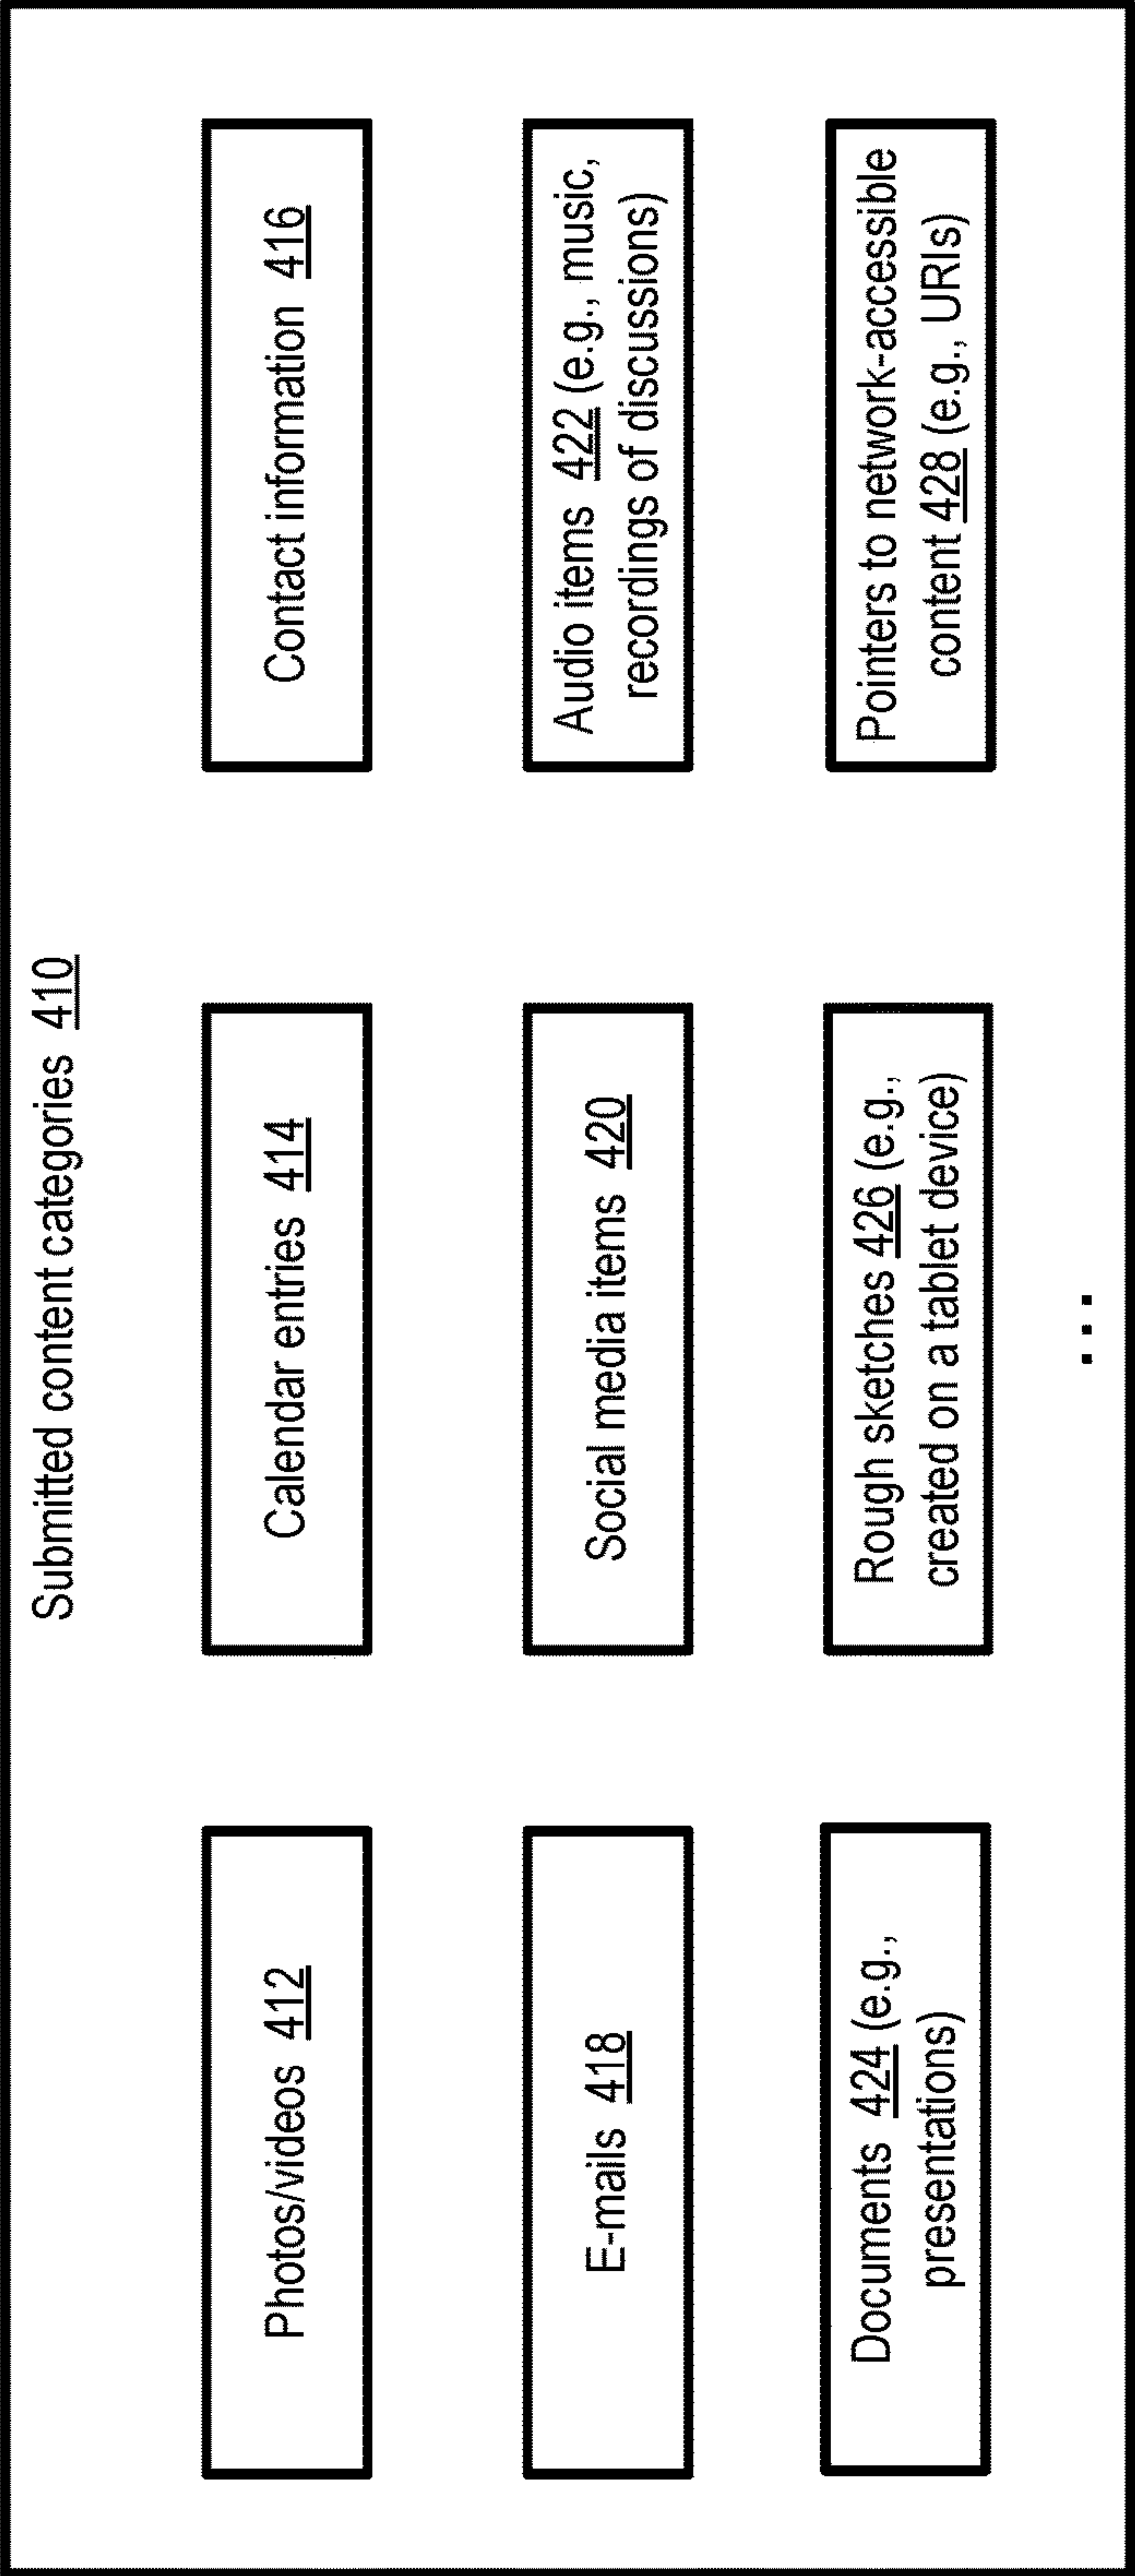 Submitted content categories 410
Photos/videos 412
Calendar entries 414
Contact information 416
E-mails 418
Social media items 420
Audio items 422 (e.g., music,
recordings of discussions)
Documents 424 (e.g.,
presentations)
Rough sketches 426 (e.g.,
created on a tablet device)
Pointers to network-accessible
content 428 (e.g., URIs)
...